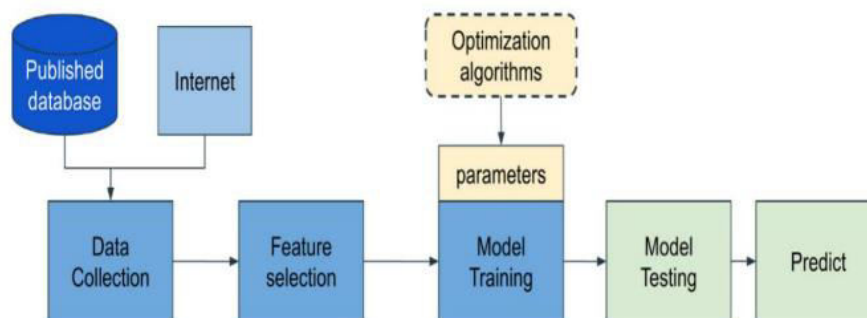 Published
database
Internet
Optimization
algorithms
parameters
Data
Collection
Feature
selection
Model
Training
Model
Testing
Predict